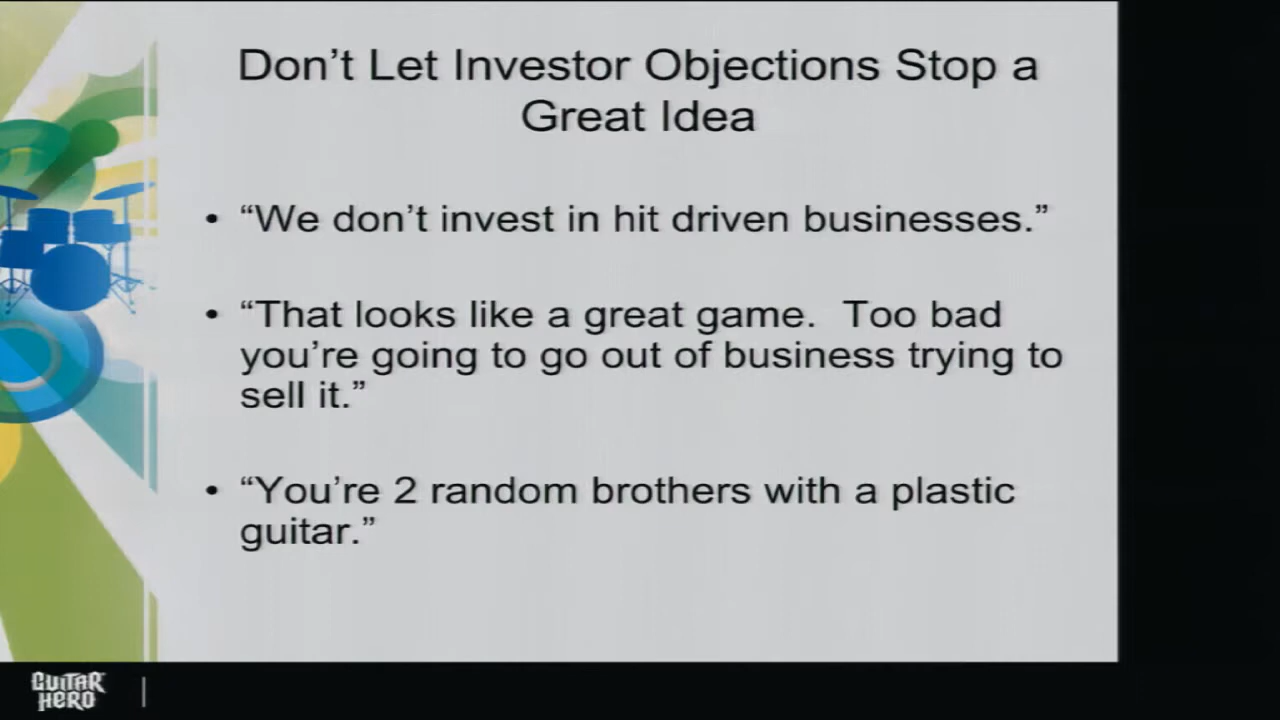 Don't Let Investor Objections Stop a
Great Idea
• “We don't invest in hit driven businesses.”
• “That looks like a great game.  Too bad
you're going to go out of business trying to
sell it.”
• “You're 2 random brothers with a plastic
guitar.”
GUITAR
HERO